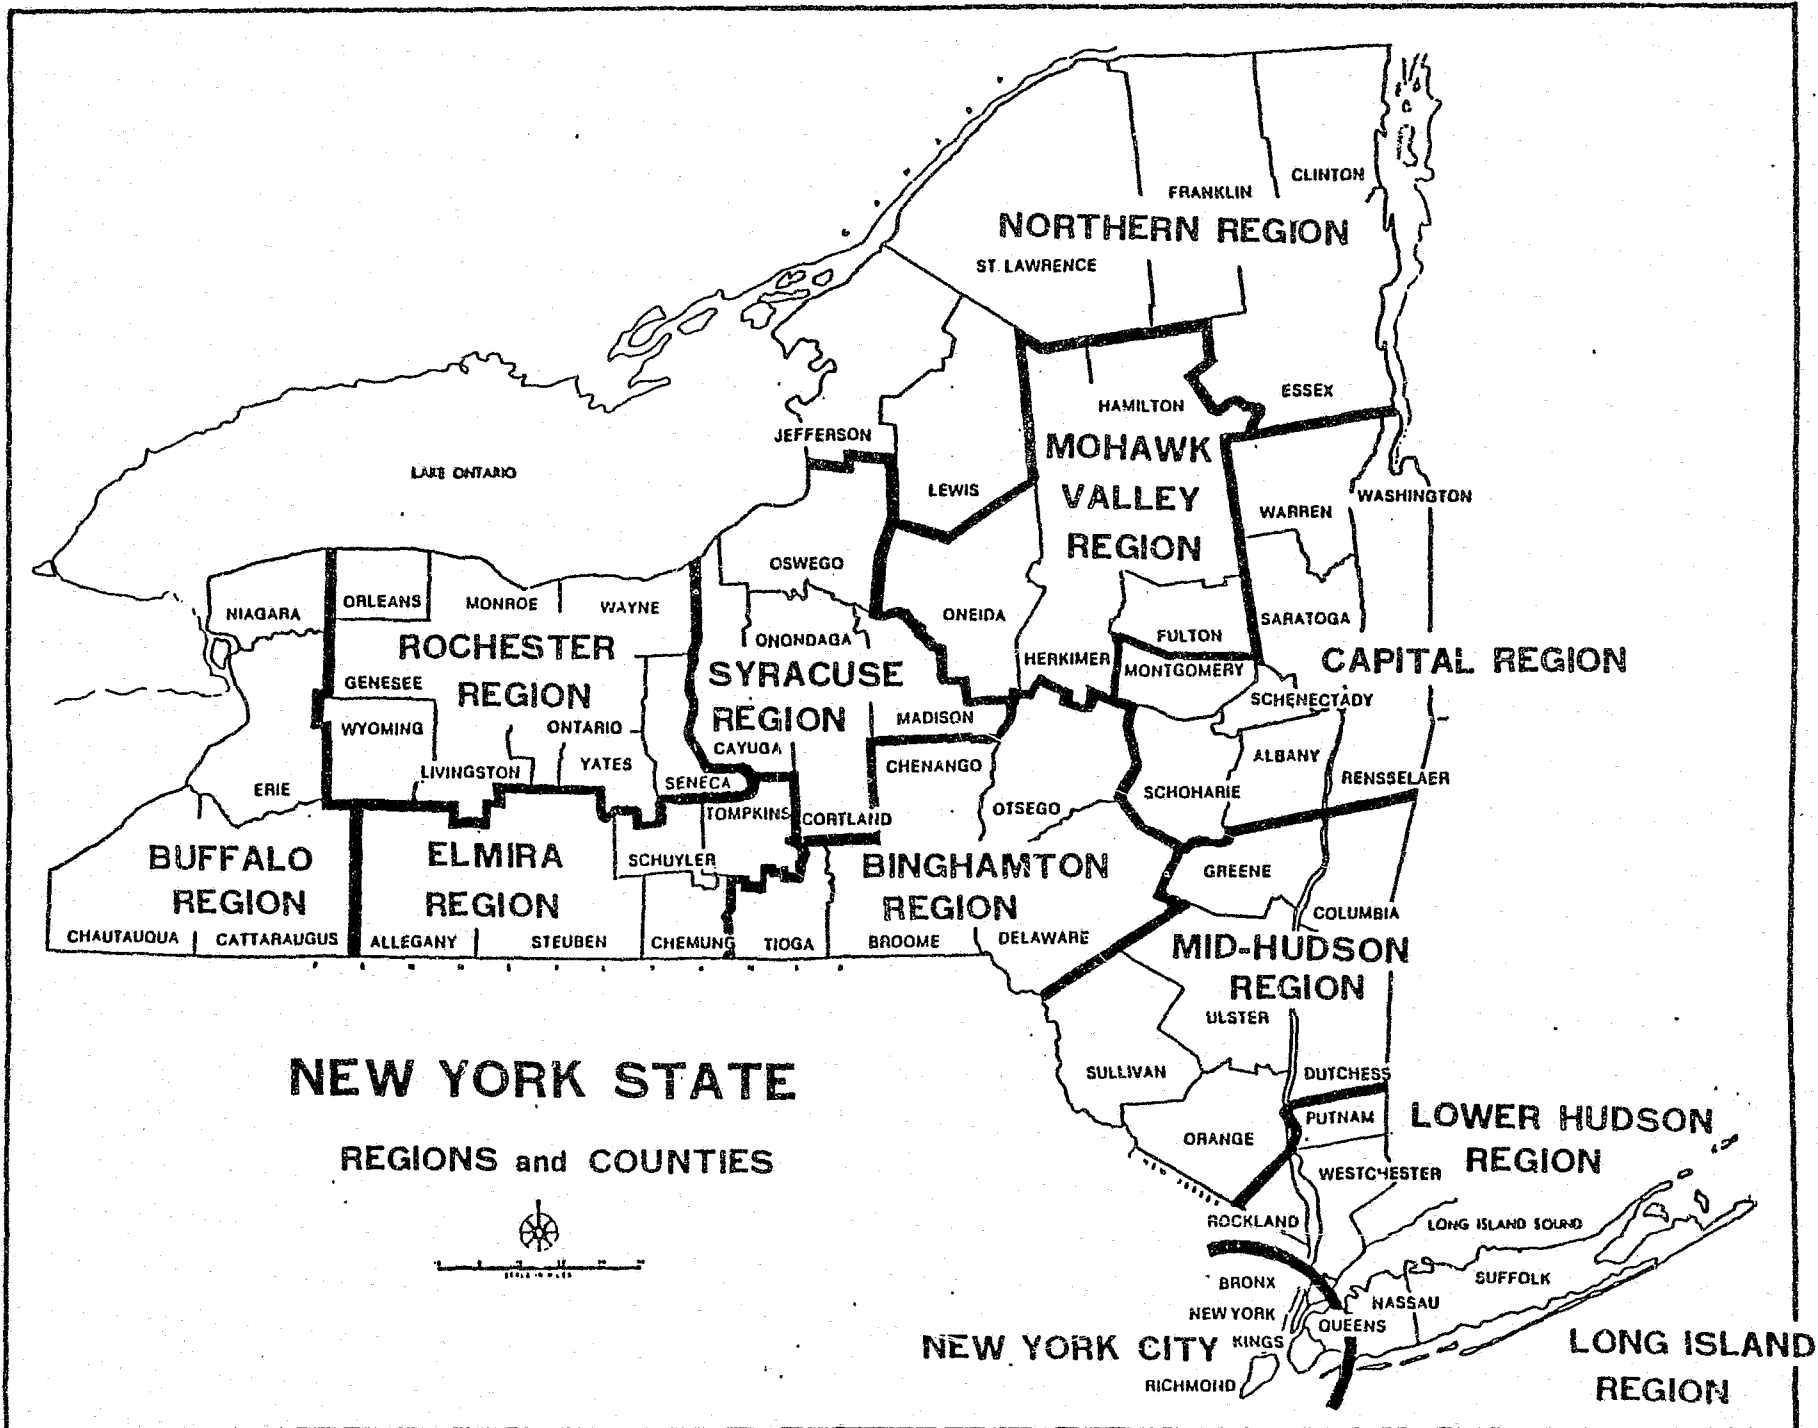 CLINTON
FRANKLIN
NORTHERN REGION
ST. LAWRENCE
ESSEX
HAMILTON
JEFFERSON
MOHAWK
VALLEY
REGION
LAKE ONTARIO
LEWIS
WASHINGTON
WARREN
OSWEGO
ORLEANS
MONROE
WAYNE
NIAGARA
ONEIDA
SARATOGA
FULTON
ONONDAGA
ROCHESTER
REGION
HERKIMER
MONTGOMERY
CAPITAL REGION
SYRACUSE
REGION
GENESEE
SCHENECTADY
MADISON
WYOMING
ONTARIO
CAYUGA
ALBANY
CHENANGO
YATES
LIVINGSTON
RENSSELAER
SENECA
ERIE
SCHOHARIE
OTSEGO
TOMPKINS
CORTLAND
BUFFALO
REGION
ELMIRA
REGION
SCHUYLER
BINGHAMTON
REGION
GREENE
COLUMBIA
CHAUTAUQUA
CATTARAUGUS
ALLEGANY
STEUBEN
CHEMUNG
TIOGA
BROOME
DELAWARE
MID-HUDSON
REGION
ULSTER
NEW YORK STATE
SULLIVAN
DUTCHESS
PUTNAM
LOWER HUDSON
REGION
ORANGE
REGIONS and COUNTIES
WESTCHESTER
ROCKLAND
LONG ISLAND SOUND
SCALE IN MILES
SUFFOLK
BRONX
NASSAU
NEW YORK
QUEENS
NEW YORK CITY
KINGS
LONG ISLAND
REGION
RICHMOND